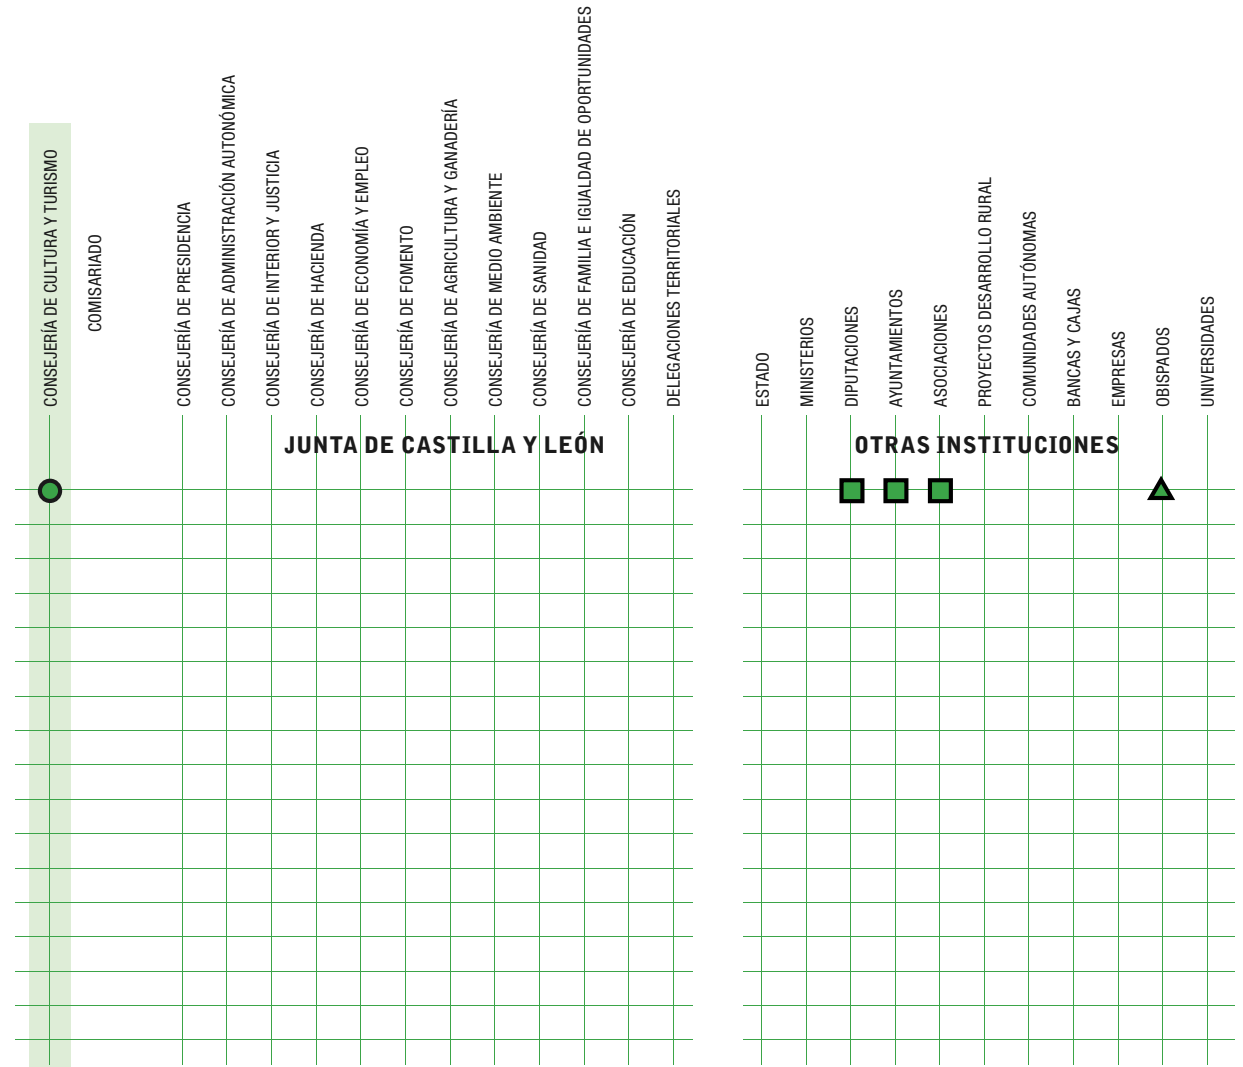 CONSEJERÍA DE CULTURA Y TURISMO
COMISARIADO
CONSEJERÍA DE PRESIDENCIA
CONSEJERÍA DE ADMINISTRACIÓN AUTONÓMICA
CONSEJERÍA DE INTERIOR Y JUSTICIA
CONSEJERÍA DE HACIENDA
CONSEJERÍA DE ECONOMÍA Y EMPLEO
CONSEJERÍA DE FOMENTO
CONSEJERÍA DE AGRICULTURA Y GANADERÍA
CONSEJERÍA DE MEDIO AMBIENTE
CONSEJERÍA DE SANIDAD
CONSEJERÍA DE FAMILIA E IGUALDAD DE OPORTUNIDADES
CONSEJERÍA DE EDUCACIÓN
DELEGACIONES TERRITORIALES
ESTADO
MINISTERIOS
DIPUTACIONES
AYUNTAMIENTOS
ASOCIACIONES
PROYECTOS DESARROLLO RURAL
COMUNIDADES AUTÓNOMAS
BANCAS Y CAJAS
EMPRESAS
OBISPADOS
UNIVERSIDADES
JUNTA DE CASTILLA Y LEÓN
OTRAS INSTITUCIONES